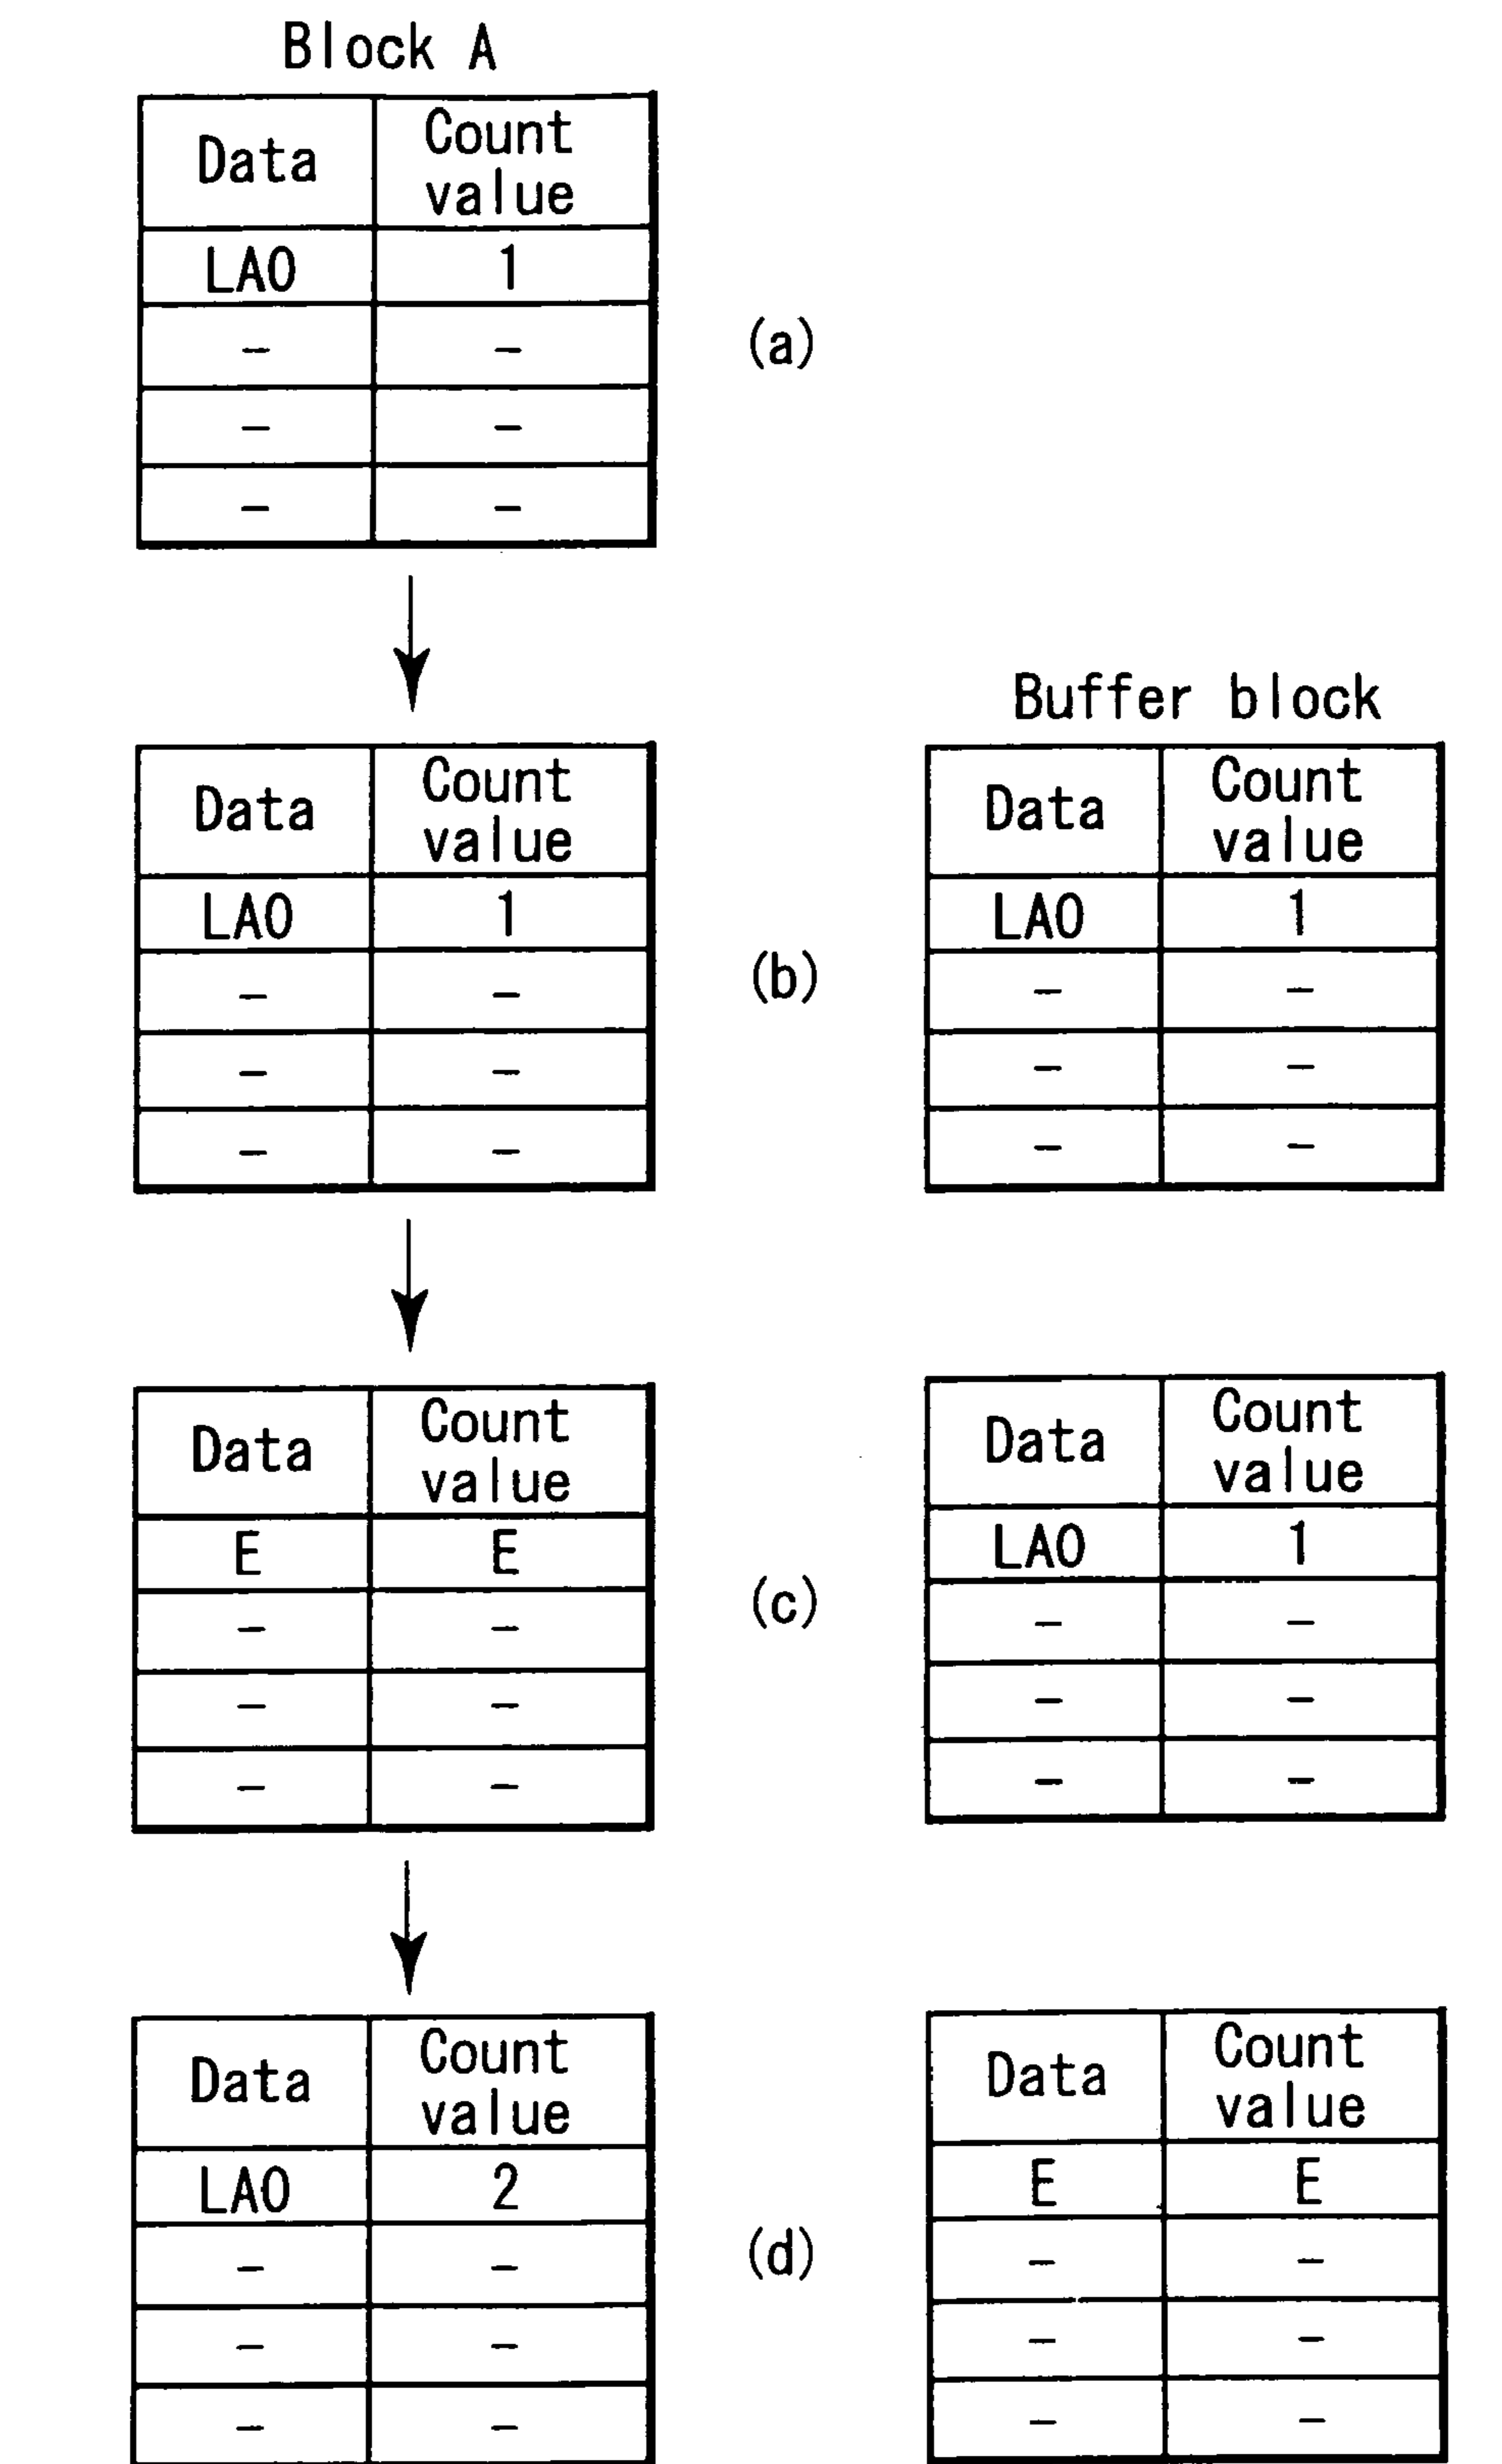 Block A
Data Count value
LA0 1
- -
- -
- -
(a)
Buffer block
Data Count value
LA0 1
- -
- -
- -
(b)
Data Count value
LA0 1
- -
- -
- -
Data Count value
E E
- -
- -
- -
(c)
Data Count value
LA0 1
- -
- -
- -
Data Count value
LA0 2
- -
- -
- -
(d)
Data Count value
E E
- -
- -
- -